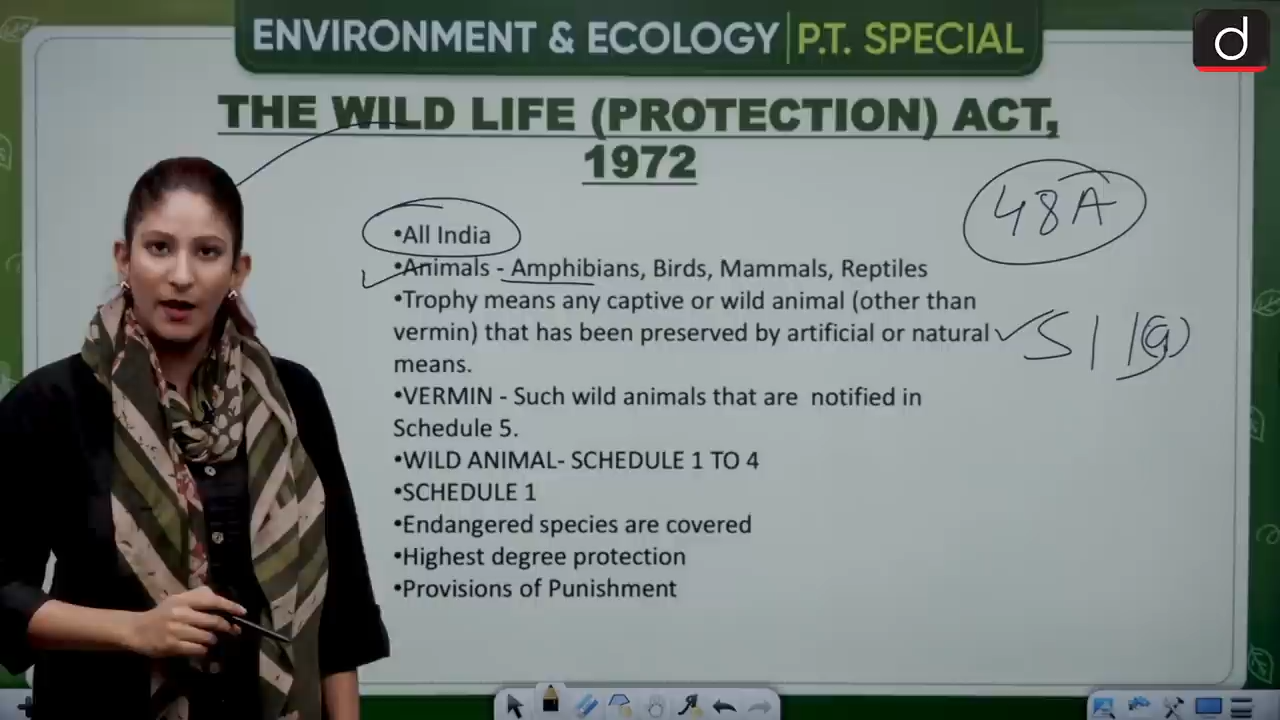 ENVIRONMENT & ECOLOGY | P.T. SPECIAL
d
THE WILD LIFE (PROTECTION) ACT,
1972
48A
•All India
•Animals - Amphibians, Birds, Mammals, Reptiles
•Trophy means any captive or wild animal (other than
vermin) that has been preserved by artificial or natural
means.
•VERMIN - Such wild animals that are notified in
Schedule 5.
•WILD ANIMAL- SCHEDULE 1 TO 4
•SCHEDULE 1
•Endangered species are covered
•Highest degree protection
•Provisions of Punishment